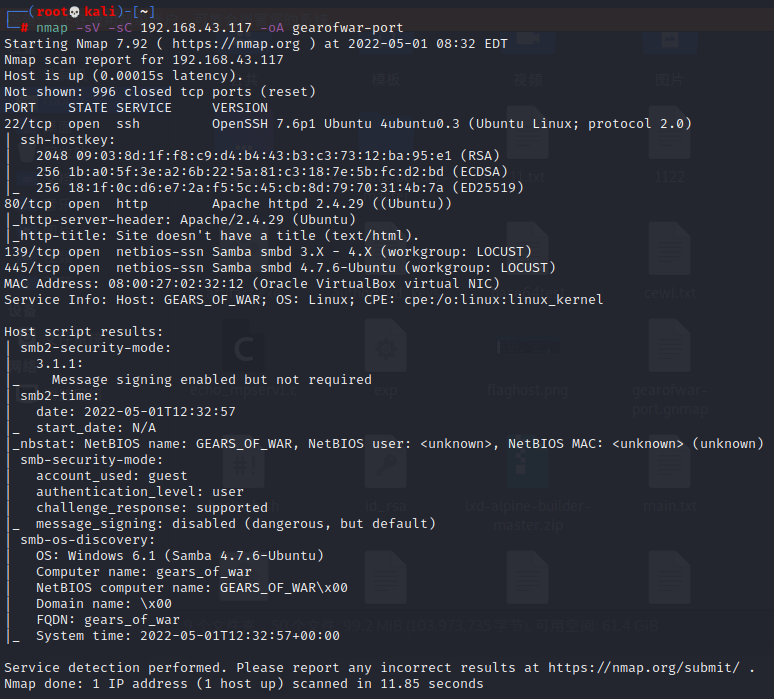 (root💀kali)-[~]
# nmap -sV -sC 192.168.43.117 -oA gearofwar-port
Starting Nmap 7.92 ( https://nmap.org ) at 2022-05-01 08:32 EDT
Nmap scan report for 192.168.43.117
Host is up (0.00015s latency).
Not shown: 996 closed tcp ports (reset)
PORT    STATE SERVICE     VERSION
22/tcp  open  ssh         OpenSSH 7.6p1 Ubuntu 4ubuntu0.3 (Ubuntu Linux; protocol 2.0)
| ssh-hostkey:
|   2048 09:03:8d:1f:f8:c9:d4:b4:43:b3:c3:73:12:ba:95:e1 (RSA)
|   256 1b:a0:5f:3e:a2:6b:22:5a:81:c3:18:7e:5b:fc:d2:bd (ECDSA)
|_  256 18:1f:0c:d6:e7:2a:f5:5c:45:cb:8d:79:70:31:4b:7a (ED25519)
80/tcp  open  http        Apache httpd 2.4.29 ((Ubuntu))
|_http-server-header: Apache/2.4.29 (Ubuntu)
|_http-title: Site doesn't have a title (text/html).
139/tcp open  netbios-ssn Samba smbd 3.X - 4.X (workgroup: LOCUST)
445/tcp open  netbios-ssn Samba smbd 4.7.6-Ubuntu (workgroup: LOCUST)
MAC Address: 08:00:27:02:32:12 (Oracle VirtualBox virtual NIC)
Service Info: Host: GEARS_OF_WAR; OS: Linux; CPE: cpe:/o:linux:linux_kernel

Host script results:
| smb2-security-mode:
|   3.1.1:
|_    Message signing enabled but not required
| smb2-time:
|   date: 2022-05-01T12:32:57
|_  start_date: N/A
|_nbstat: NetBIOS name: GEARS_OF_WAR, NetBIOS user: <unknown>, NetBIOS MAC: <unknown> (unknown)
| smb-security-mode:
|   account_used: guest
|   authentication_level: user
|   challenge_response: supported
|_  message_signing: disabled (dangerous, but default)
| smb-os-discovery:
|   OS: Windows 6.1 (Samba 4.7.6-Ubuntu)
|   Computer name: gears_of_war
|   NetBIOS computer name: GEARS_OF_WAR\x00
|   Domain name: \x00
|   FQDN: gears_of_war
|_  System time: 2022-05-01T12:32:57+00:00

Service detection performed. Please report any incorrect results at https://nmap.org/submit/ .
Nmap done: 1 IP address (1 host up) scanned in 11.85 seconds